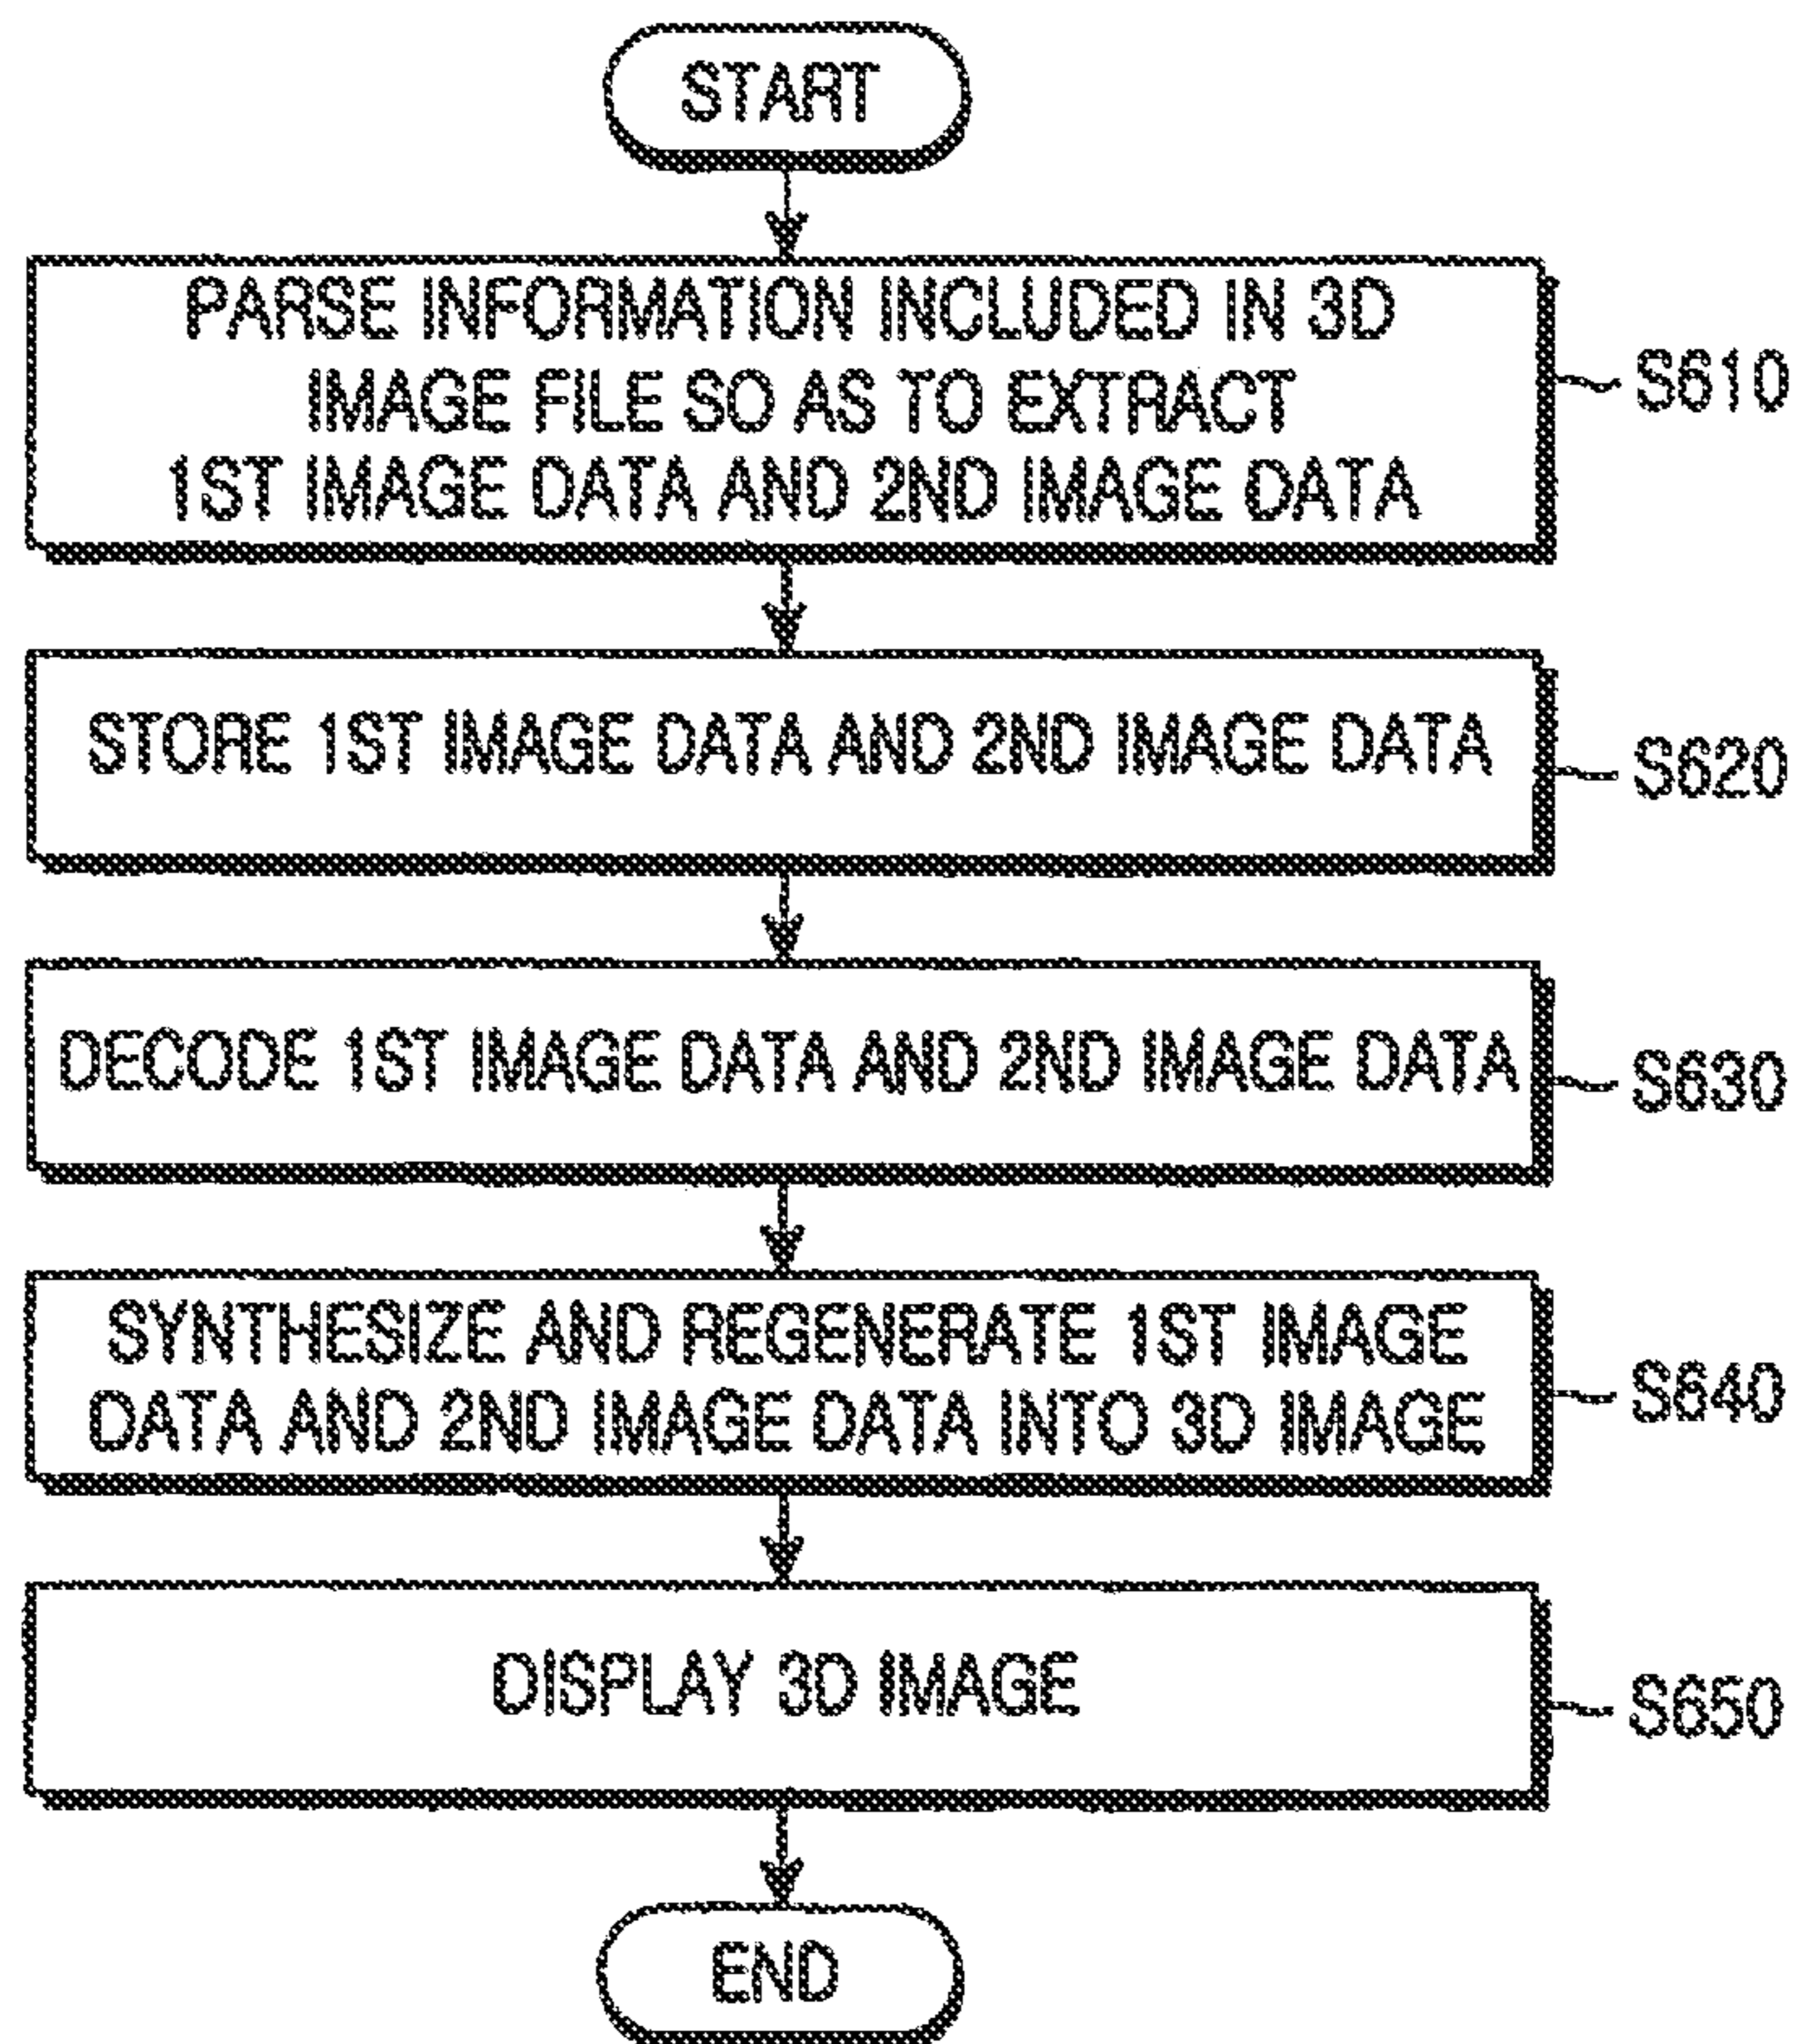 START
PARSE INFORMATION INCLUDED IN 3D
IMAGE FILE SO AS TO EXTRACT
1ST IMAGE DATA AND 2ND IMAGE DATA
S610
STORE 1ST IMAGE DATA AND 2ND IMAGE DATA
S620
DECODE 1ST IMAGE DATA AND 2ND IMAGE DATA
S630
SYNTHESIZE AND REGENERATE 1ST IMAGE
DATA AND 2ND IMAGE DATA INTO 3D IMAGE
S640
DISPLAY 3D IMAGE
S650
END